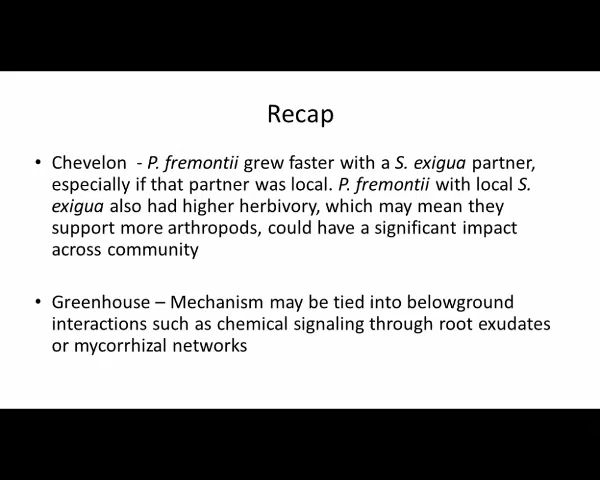 Recap
• Chevelon - P. fremontii grew faster with a S. exigua partner,
especially if that partner was local. P. fremontii with local S.
exigua also had higher herbivory, which may mean they
support more arthropods, could have a significant impact
across community
• Greenhouse – Mechanism may be tied into belowground
interactions such as chemical signaling through root exudates
or mycorrhizal networks